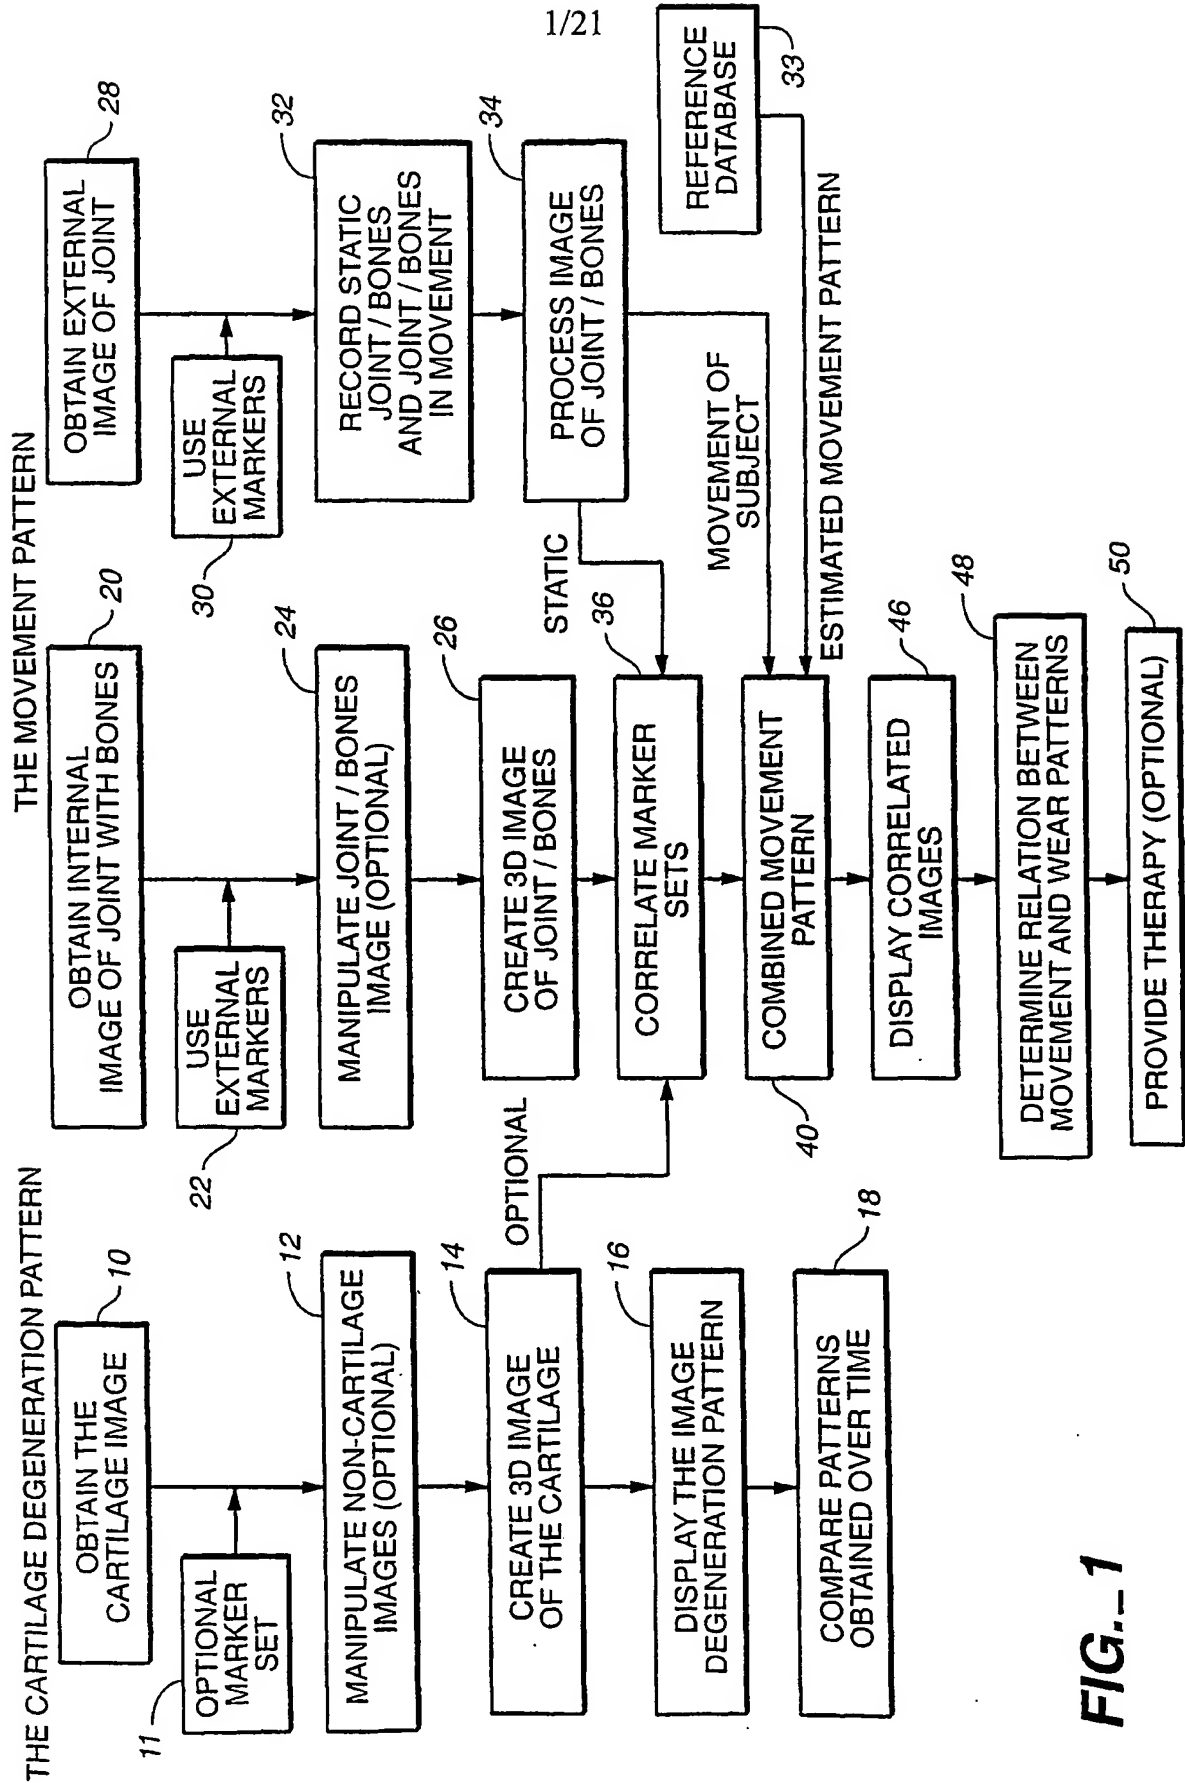 1/21
THE CARTILAGE DEGENERATION PATTERN
OBTAIN THE
CARTILAGE IMAGE
10
OPTIONAL
MARKER
SET
11
MANIPULATE NON-CARTILAGE
IMAGES (OPTIONAL)
12
CREATE 3D IMAGE
OF THE CARTILAGE
14
OPTIONAL
DISPLAY THE IMAGE
DEGENERATION PATTERN
16
COMPARE PATTERNS
OBTAINED OVER TIME
18
THE MOVEMENT PATTERN
OBTAIN INTERNAL
IMAGE OF JOINT WITH BONES
20
USE
EXTERNAL
MARKERS
22
MANIPULATE JOINT / BONES
IMAGE (OPTIONAL)
24
CREATE 3D IMAGE
OF JOINT / BONES
26
CORRELATE MARKER
SETS
36
COMBINED MOVEMENT
PATTERN
40
DISPLAY CORRELATED
IMAGES
46
DETERMINE RELATION BETWEEN
MOVEMENT AND WEAR PATTERNS
48
PROVIDE THERAPY (OPTIONAL)
50
OBTAIN EXTERNAL
IMAGE OF JOINT
28
USE
EXTERNAL
MARKERS
30
RECORD STATIC
JOINT / BONES
AND JOINT / BONES
IN MOVEMENT
32
PROCESS IMAGE
OF JOINT / BONES
34
STATIC
MOVEMENT OF
SUBJECT
REFERENCE
DATABASE
33
ESTIMATED MOVEMENT PATTERN
FIG._1